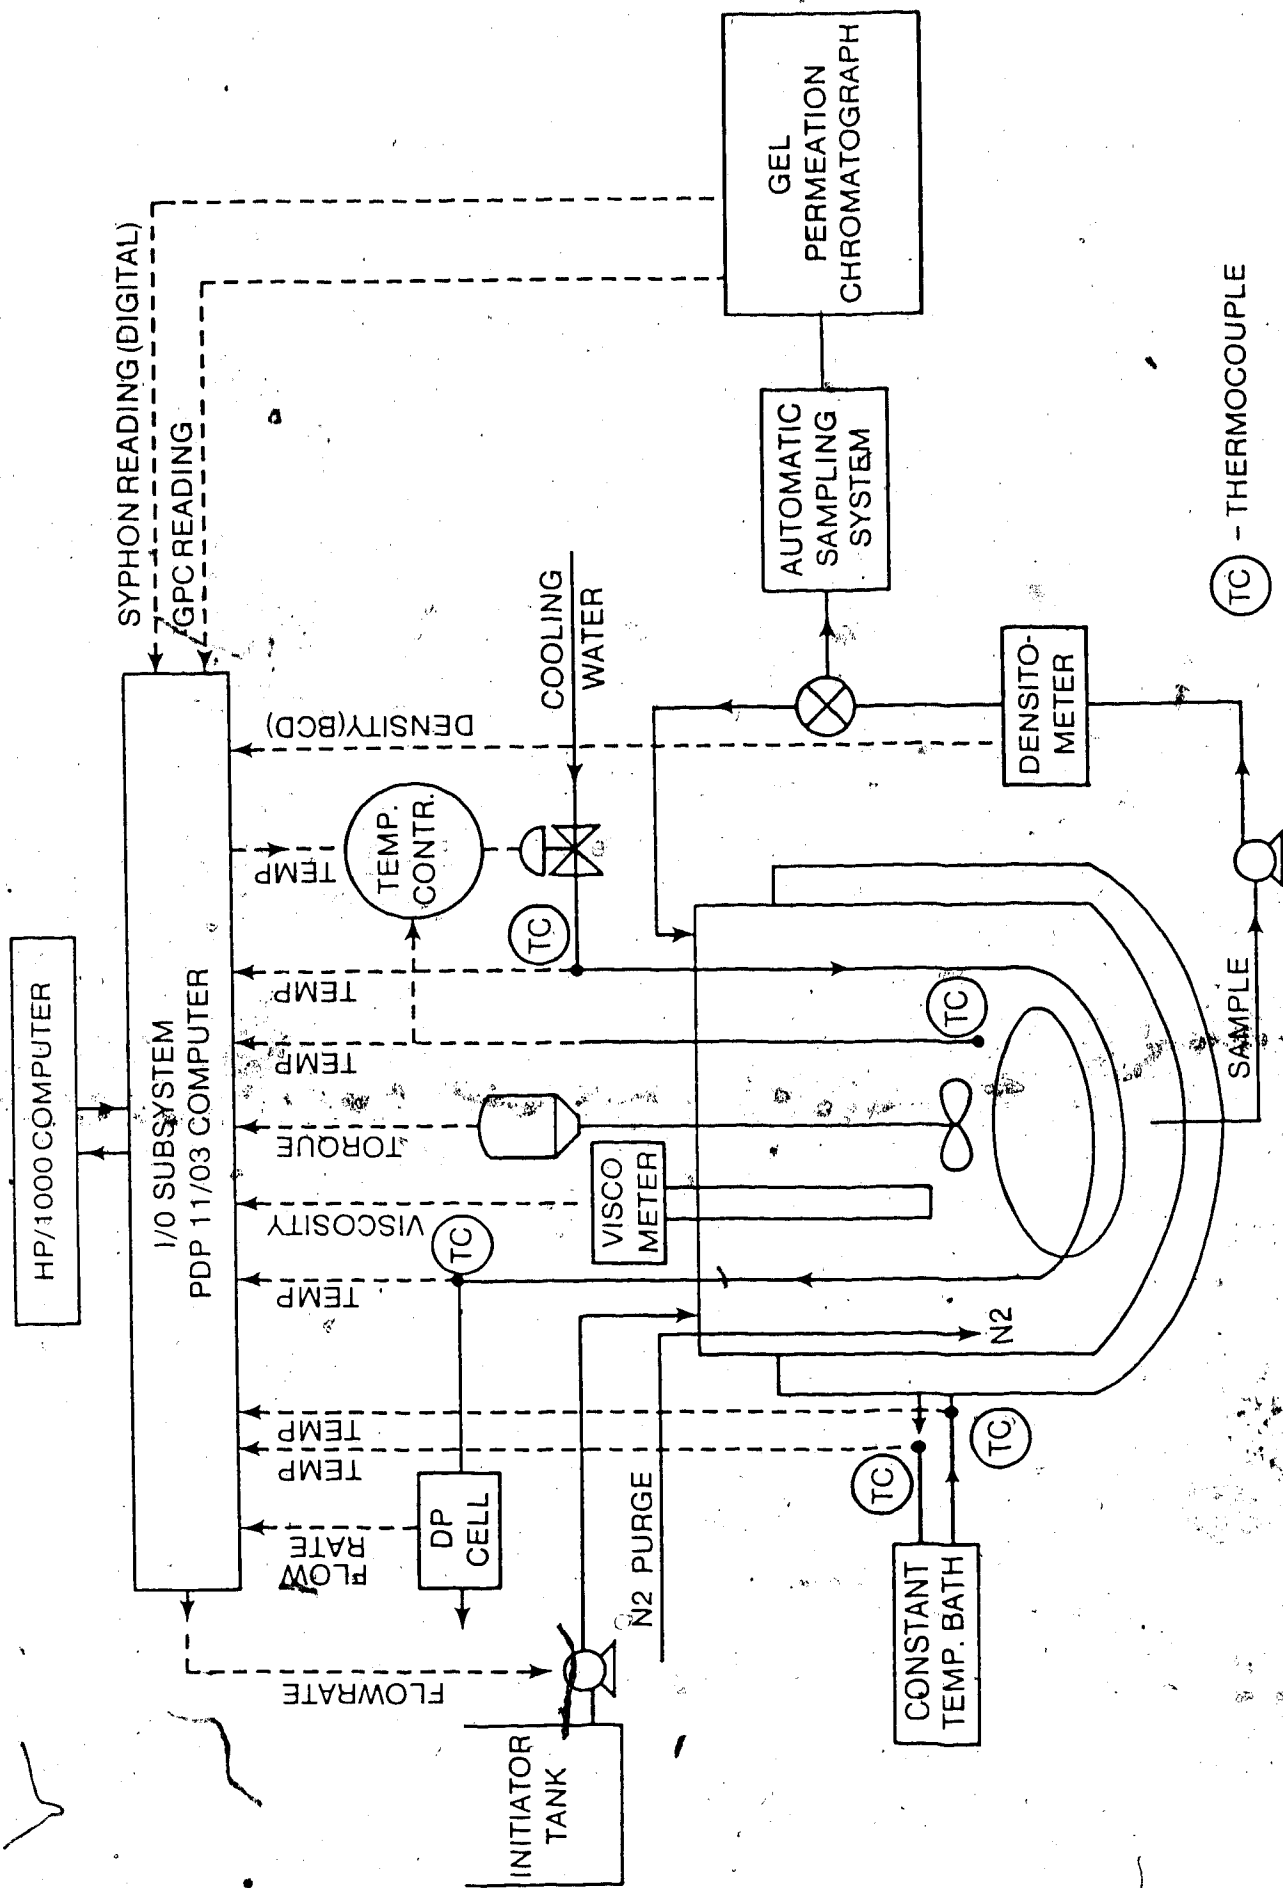 HP/1000 COMPUTER
I/0 SUBSYSTEM
PDP 11/03 COMPUTER
SYPHON READING (DIGITAL)
GPC READING
FLOWRATE
FLOW
RATE
TEMP
TEMP
TEMP
VISCOSITY
TORQUE
TEMP
TEMP
TEMP
DENSITY(BCD)
TEMP.
CONTR.
DP
CELL
TC
TC
COOLING
WATER
INITIATOR
TANK
VISCO
METER
N2 PURGE
GEL
PERMEATION
CHROMATOGRAPH
AUTOMATIC
SAMPLING
SYSTEM
CONSTANT
TEMP. BATH
TC
TC
N2
TC
DENSITO-
METER
SAMPLE
TC – THERMOCOUPLE